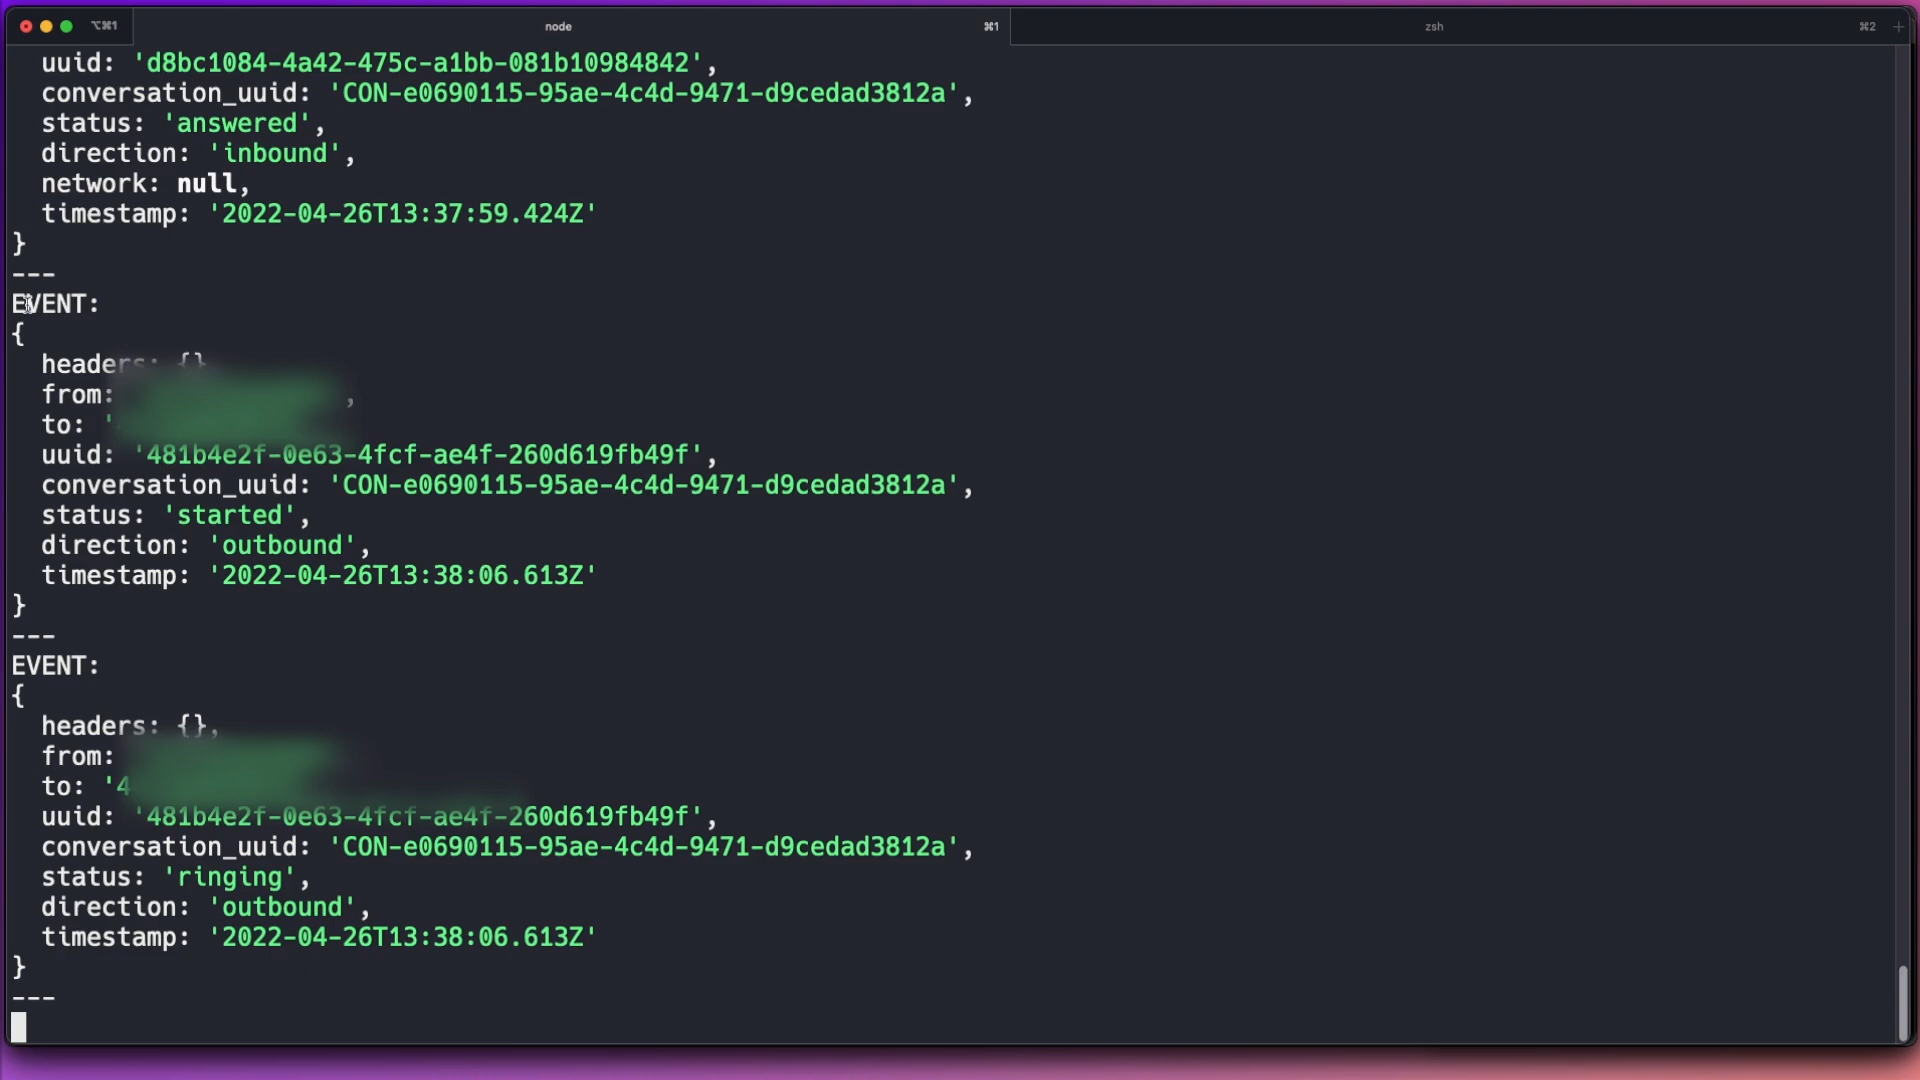 ⌥⌘1 node ⌘1 zsh ⌘2 +
uuid: 'd8bc1084-4a42-475c-a1bb-081b10984842',
conversation_uuid: 'CON-e0690115-95ae-4c4d-9471-d9cedad3812a',
status: 'answered',
direction: 'inbound',
network: null,
timestamp: '2022-04-26T13:37:59.424Z'
}
---
EVENT:
{
headers: {}
from: ,
to: '
uuid: '481b4e2f-0e63-4fcf-ae4f-260d619fb49f',
conversation_uuid: 'CON-e0690115-95ae-4c4d-9471-d9cedad3812a',
status: 'started',
direction: 'outbound',
timestamp: '2022-04-26T13:38:06.613Z'
}
---
EVENT:
{
headers: {},
from:
to: '4
uuid: '481b4e2f-0e63-4fcf-ae4f-260d619fb49f',
conversation_uuid: 'CON-e0690115-95ae-4c4d-9471-d9cedad3812a',
status: 'ringing',
direction: 'outbound',
timestamp: '2022-04-26T13:38:06.613Z'
}
---